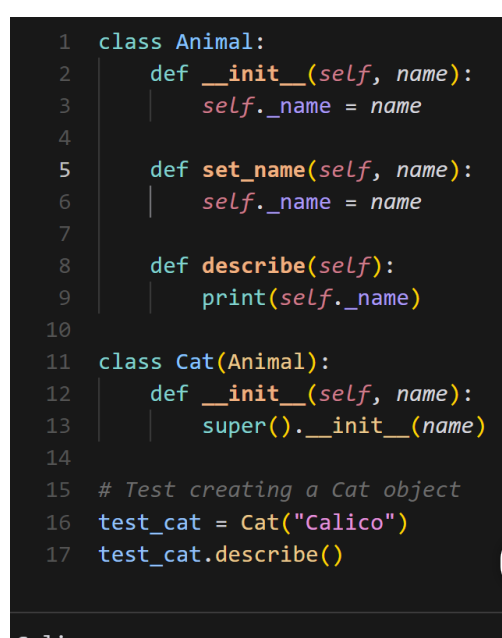 1 class Animal:
2     def __init__(self, name):
3         self._name = name
4
5     def set_name(self, name):
6         self._name = name
7
8     def describe(self):
9         print(self._name)
10
11 class Cat(Animal):
12     def __init__(self, name):
13         super().__init__(name)
14
15 # Test creating a Cat object
16 test_cat = Cat("Calico")
17 test_cat.describe()